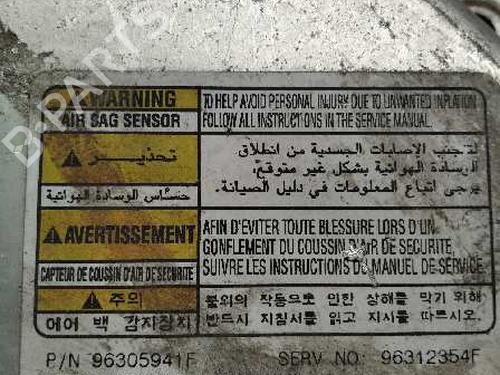 WARNING
AIR BAG SENSOR
TO HELP AVOID PERSONAL INJURY DUE TO UNWANTED INFLATION
FOLLOW ALL INSTRUCTIONS IN THE SERVICE MANUAL.
تحذير
حساس الوسادة الهوائية
لتجنب الاصابات الجسدية من انطلاق
الوسادة الهوائية بشكل غير متوقع،
يرجى اتباع المعلومات في دليل الصيانة.
AVERTISSEMENT
CAPTEUR DE COUSSIN D'AIR DE SECURITE
AFIN D'EVITER TOUTE BLESSURE LORS D'UN
GONFLEMENT DU COUSSIN D'AIR DE SECURITE,
SUIVRE LES INSTRUCTIONS DU MANUEL DE SERVICE
주의
에어 백 감지장치
불의의 작동으로 인한 상해를 막기 위해
반드시 지침서를 읽고 지시를 따르십시오.
P/N 96305941F SERV NO: 96312354F
B-PARTS